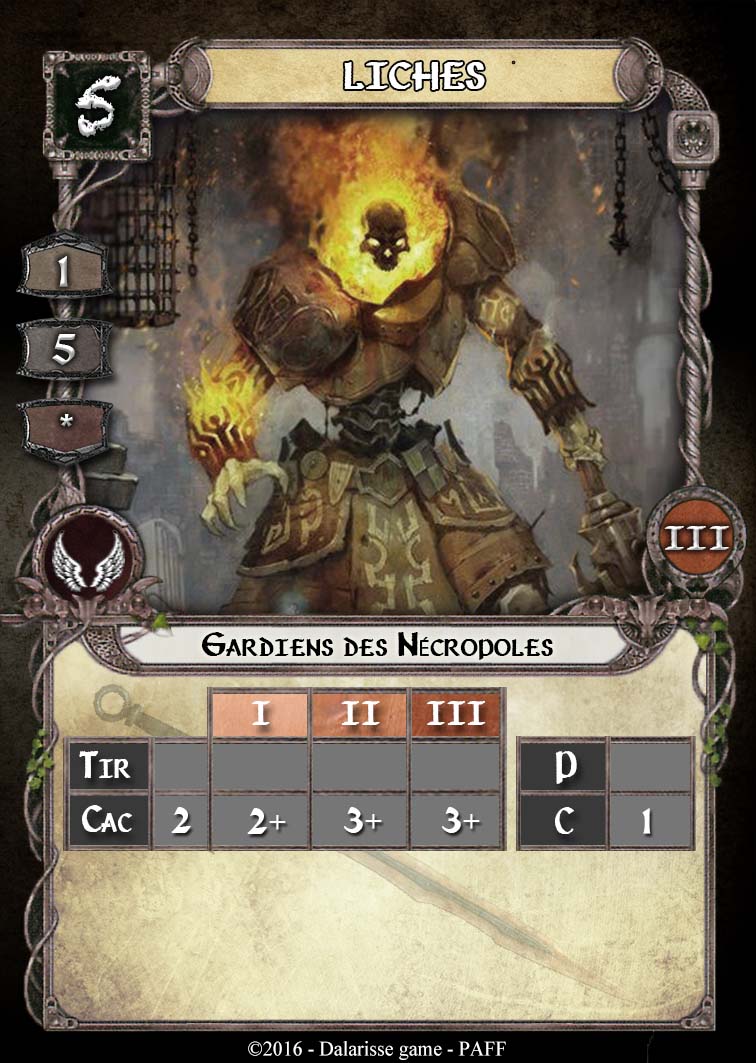 LICHES
S
1
5
*
III
GARDIENS DES NÉCROPOLES
I II III
TIR P
CAC 2 2+ 3+ 3+ C 1
©2016 - Dalarisse game - PAFF